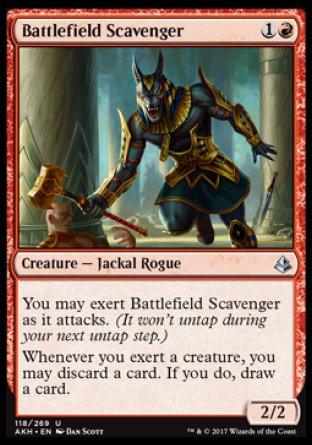 Battlefield Scavenger 1
Creature — Jackal Rogue
You may exert Battlefield Scavenger
as it attacks. (It won't untap during
your next untap step.)
Whenever you exert a creature, you
may discard a card. If you do, draw
a card.
2/2
118/269 U
AKH • EN Dan Scott ™ & © 2017 Wizards of the Coast